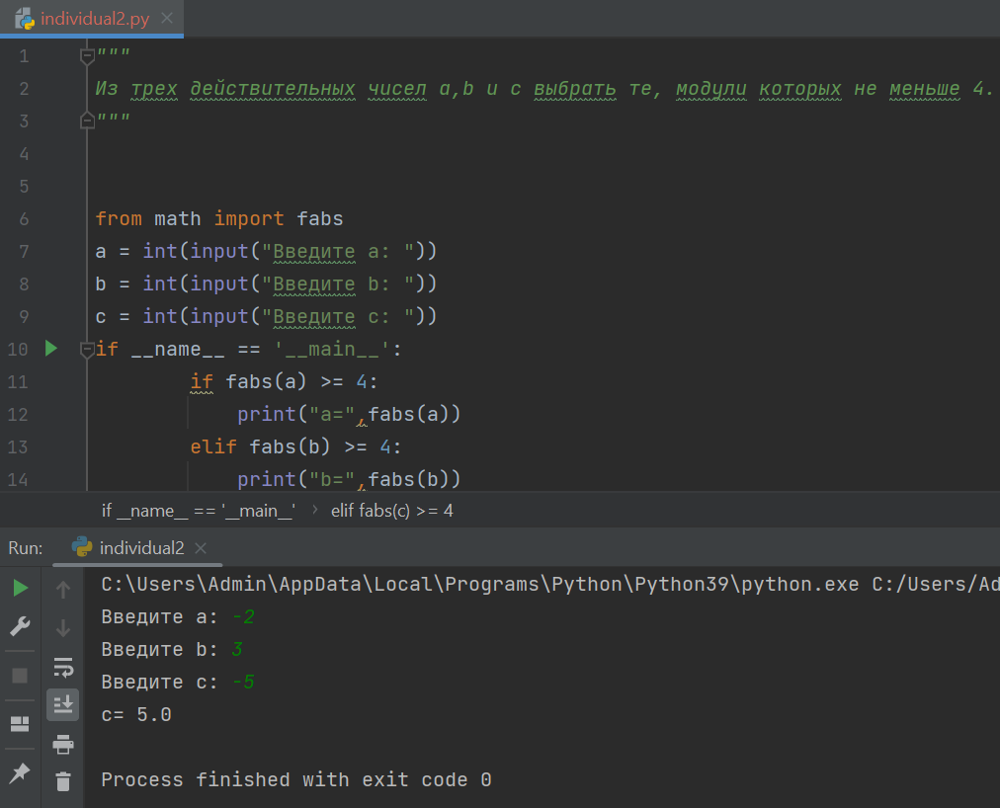 individual2.py
1 """
2 Из трех действительных чисел a,b и с выбрать те, модули которых не меньше 4.
3 """
4
5
6 from math import fabs
7 a = int(input("Введите a: "))
8 b = int(input("Введите b: "))
9 c = int(input("Введите c: "))
10 if __name__ == '__main__':
11 if fabs(a) >= 4:
12 print("a=",fabs(a))
13 elif fabs(b) >= 4:
14 print("b=",fabs(b))
if __name__ == '__main__' › elif fabs(c) >= 4
Run: individual2
C:\Users\Admin\AppData\Local\Programs\Python\Python39\python.exe C:/Users/Ad
Введите a: -2
Введите b: 3
Введите c: -5
c= 5.0
Process finished with exit code 0